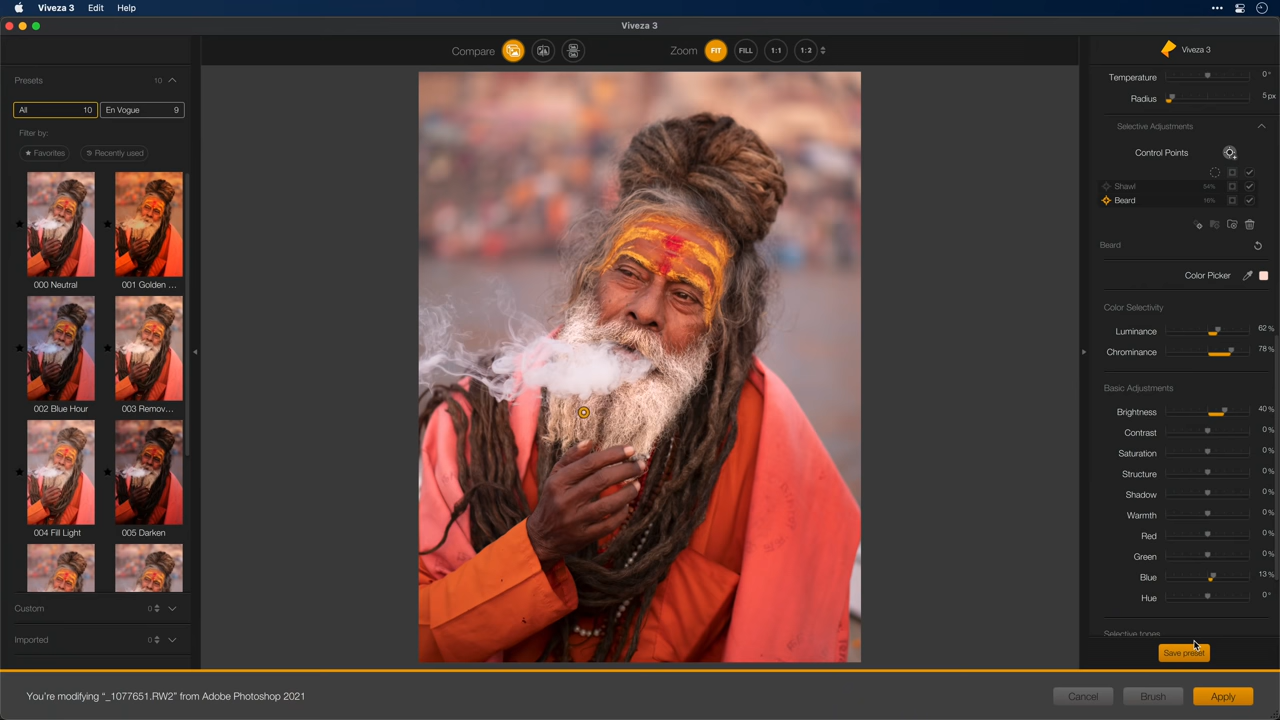 Viveza 3 Edit Help
Viveza 3
Compare
Zoom FIT FILL 1:1 1:2
Viveza 3
Presets 10
All 10 En Vogue 9
Filter by:
Favorites Recently used
000 Neutral 001 Golden ...
002 Blue Hour 003 Remov...
004 Fill Light 005 Darken
Custom 0
Imported 0
Temperature 0°
Radius 5 px
Selective Adjustments
Control Points
Shawl 54%
Beard 16%
Beard
Color Picker
Color Selectivity
Luminance 62 %
Chrominance 78 %
Basic Adjustments
Brightness 40 %
Contrast 0 %
Saturation 0 %
Structure 0 %
Shadow 0 %
Warmth 0 %
Red 0 %
Green 0 %
Blue 13 %
Hue 0°
Selective tones
Save preset
You're modifying “_1077651.RW2” from Adobe Photoshop 2021
Cancel Brush Apply